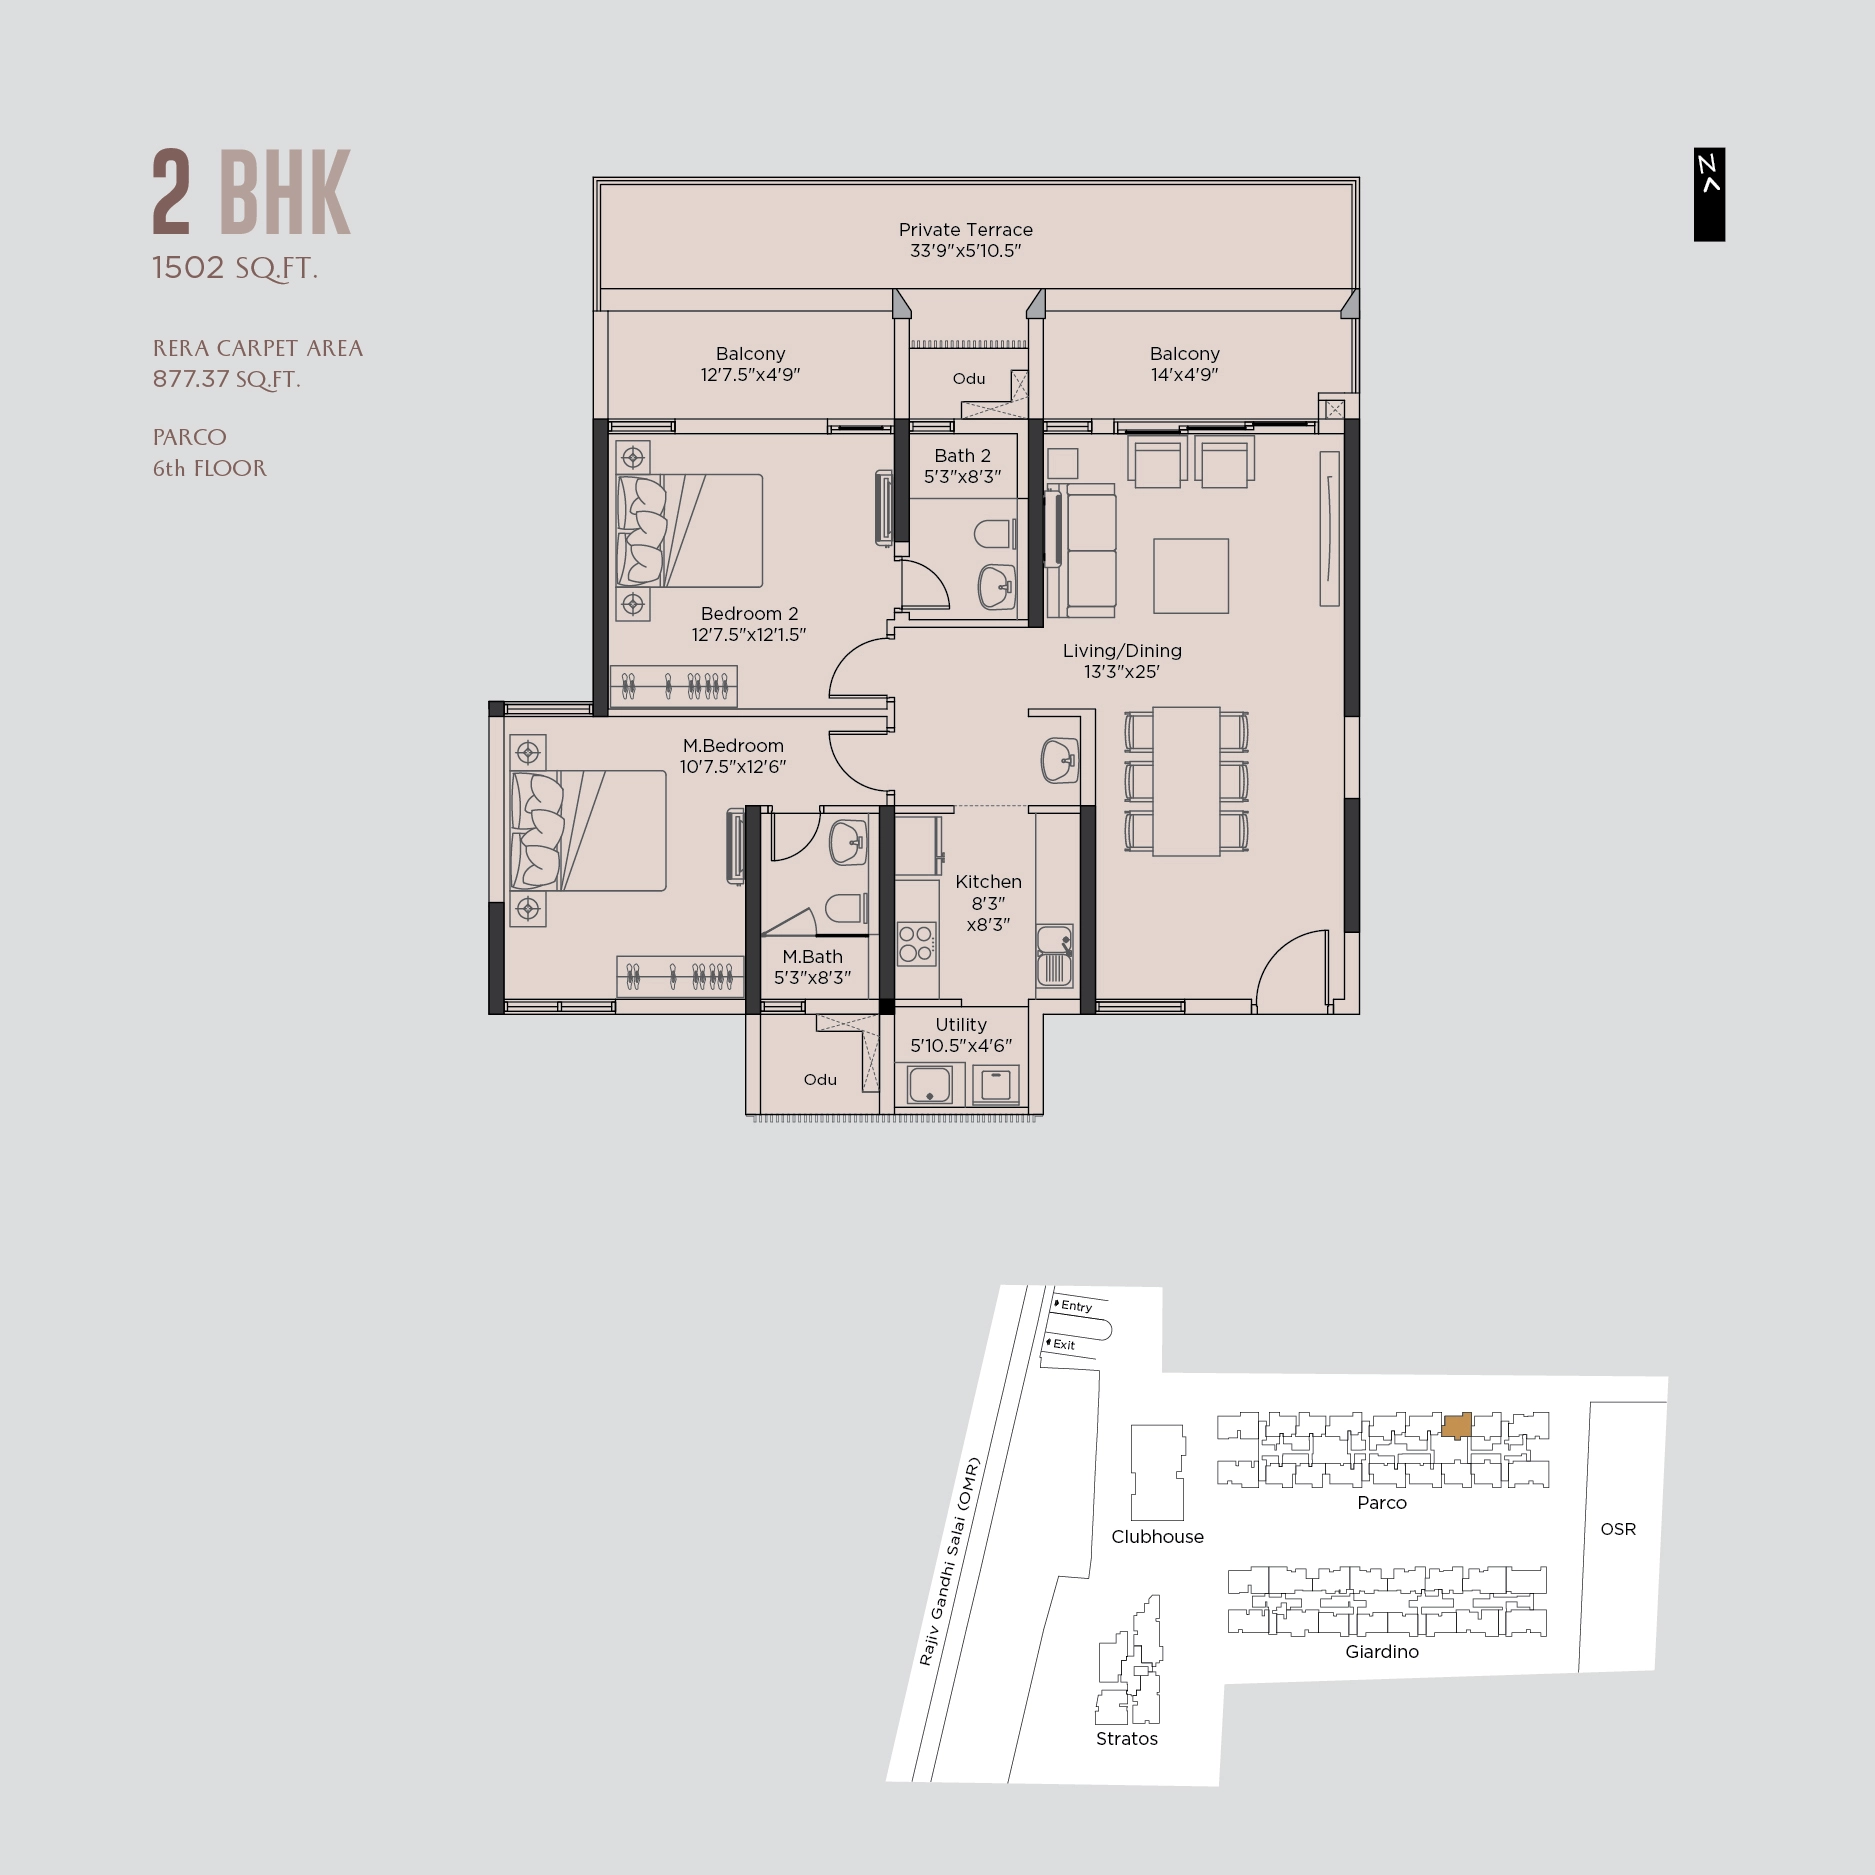 2 BHK
1502 SQ.FT.
RERA CARPET AREA
877.37 SQ.FT.
PARCO
6th FLOOR
N
Private Terrace
33'9"x5'10.5"
Balcony
12'7.5"x4'9"
Odu
Balcony
14'x4'9"
Bath 2
5'3"x8'3"
Bedroom 2
12'7.5"x12'1.5"
Living/Dining
13'3"x25'
M.Bedroom
10'7.5"x12'6"
Kitchen
8'3"
x8'3"
M.Bath
5'3"x8'3"
Utility
5'10.5"x4'6"
Odu
Entry
Exit
Rajiv Gandhi Salai (OMR)
Clubhouse
Parco
OSR
Giardino
Stratos